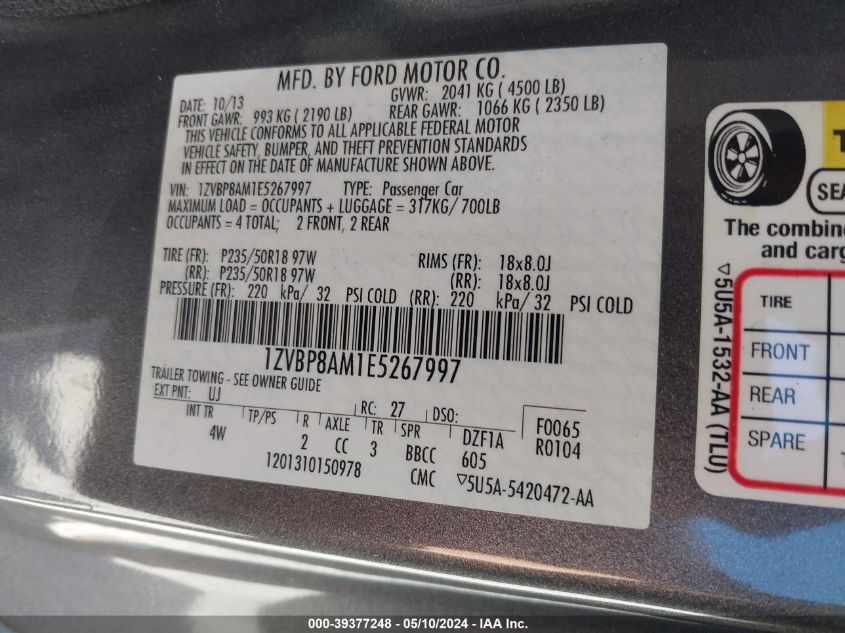 MFD. BY FORD MOTOR CO.
DATE: 10/13 GVWR: 2041 KG ( 4500 LB)
FRONT GAWR: 993 KG ( 2190 LB) REAR GAWR: 1066 KG ( 2350 LB)
THIS VEHICLE CONFORMS TO ALL APPLICABLE FEDERAL MOTOR
VEHICLE SAFETY, BUMPER, AND THEFT PREVENTION STANDARDS
IN EFFECT ON THE DATE OF MANUFACTURE SHOWN ABOVE.
VIN: 1ZVBP8AM1E5267997 TYPE: Passenger Car
MAXIMUM LOAD = OCCUPANTS + LUGGAGE = 317KG/ 700LB
OCCUPANTS = 4 TOTAL; 2 FRONT, 2 REAR
TIRE (FR): P235/50R18 97W RIMS (FR): 18x8.0J
(RR): P235/50R18 97W (RR): 18x8.0J
PRESSURE (FR): 220 kPa/ 32 PSI COLD (RR): 220 kPa/ 32 PSI COLD
1ZVBP8AM1E5267997
TRAILER TOWING - SEE OWNER GUIDE
EXT PNT: UJ RC: 27 DSO: F0065
INT TR TP/PS R AXLE TR SPR DZF1A R0104
4W 2 CC 3 BBCC 605
1201310150978 CMC ▽5U5A-5420472-AA
T
SEA
The combine
and carg
TIRE
FRONT
REAR
SPARE
▽5U5A-1532-AA (TLU)
000-39377248 - 05/10/2024 - IAA Inc.